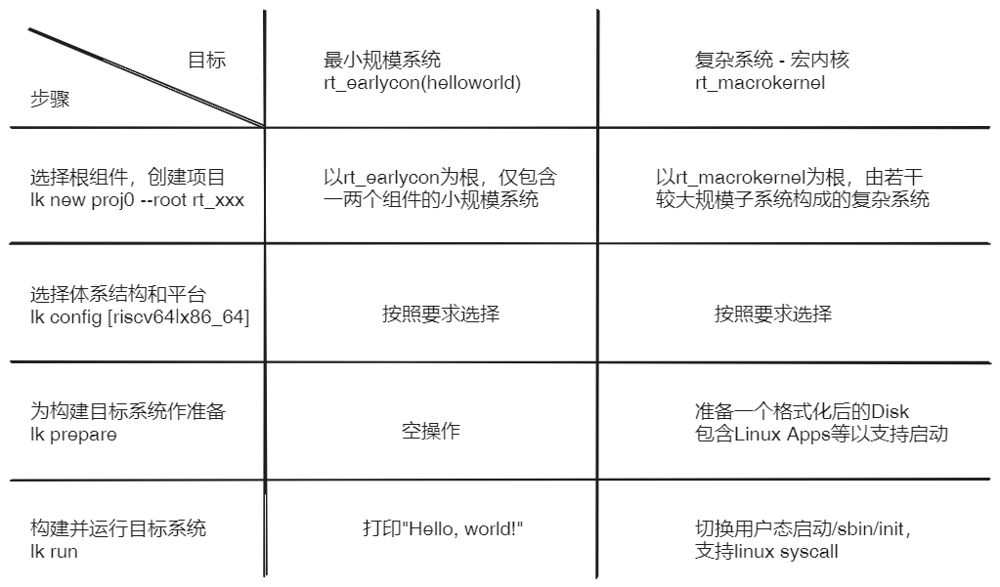 目标
步骤
最小规模系统
rt_earlycon(helloworld)
复杂系统 - 宏内核
rt_macrokernel
选择根组件，创建项目
lk new proj0 --root rt_xxx
以rt_earlycon为根，仅包含
一两个组件的小规模系统
以rt_macrokernel为根，由若干
较大规模子系统构成的复杂系统
选择体系结构和平台
lk config [riscv64|x86_64]
按照要求选择
按照要求选择
为构建目标系统作准备
lk prepare
空操作
准备一个格式化后的Disk
包含Linux Apps等以支持启动
构建并运行目标系统
lk run
打印"Hello, world!"
切换用户态启动/sbin/init，
支持linux syscall